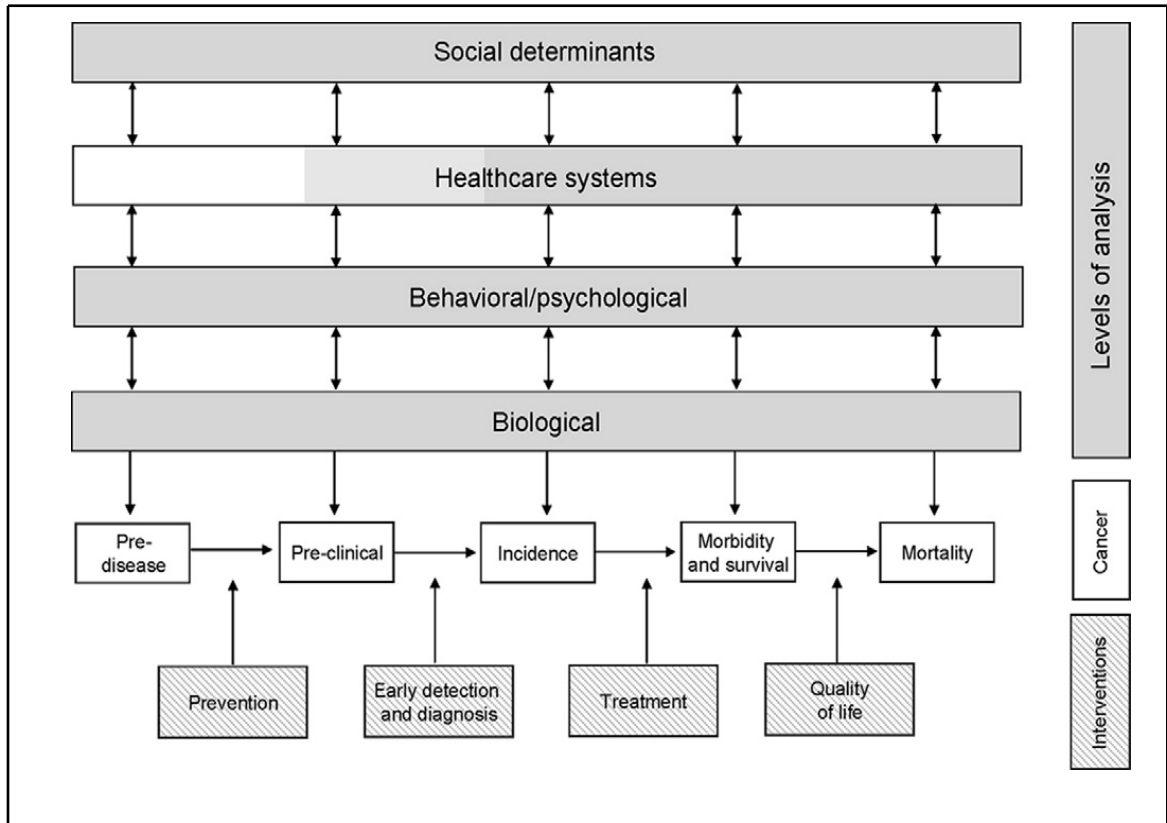 Social determinants
Healthcare systems
Behavioral/psychological
Biological
Pre-
disease
Pre-clinical
Incidence
Morbidity
and survival
Mortality
Prevention
Early detection
and diagnosis
Treatment
Quality
of life
Levels of analysis
Cancer
Interventions